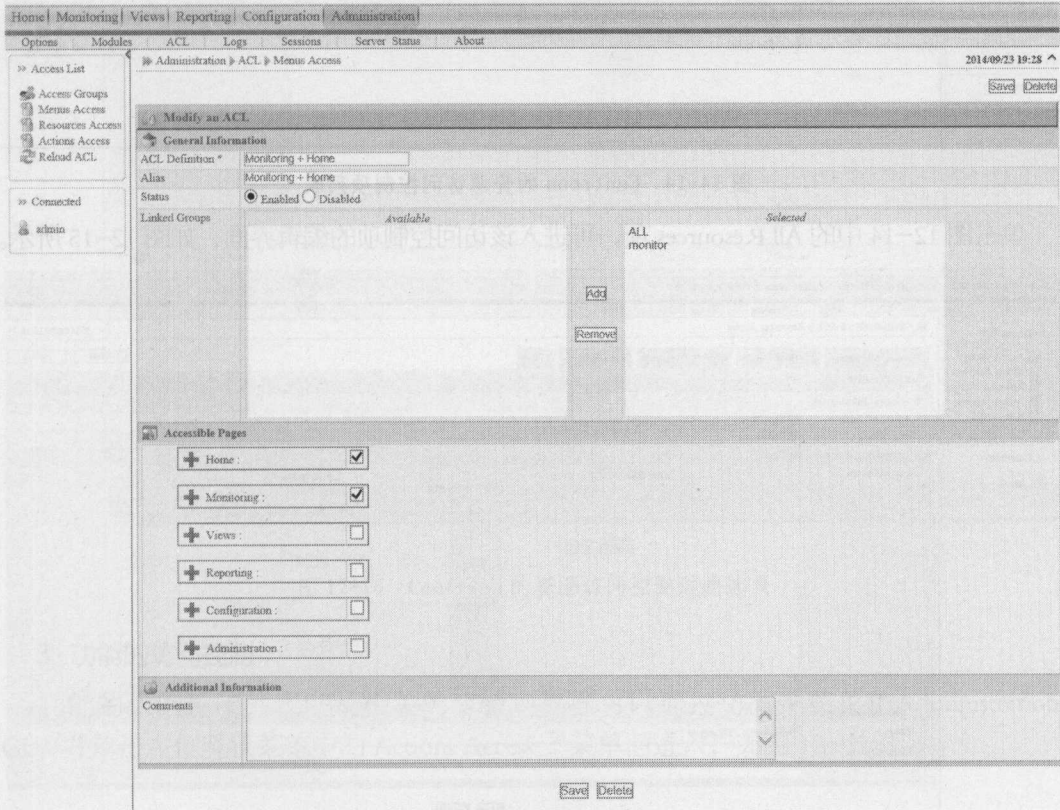 Home Monitoring Views Reporting Configuration Administration
Options Modules ACL Logs Sessions Server Status About
Administration ACL Menus Access 2014/09/23 19:28
Access List
Access Groups
Menus Access
Resources Access
Actions Access
Reload ACL
Connected
admin
Save Delete
Modify an ACL
General Information
ACL Definition * Monitoring + Home
Alias Monitoring + Home
Status Enabled Disabled
Linked Groups Available Selected
ALL
monitor
Add
Remove
Accessible Pages
Home :
Monitoring :
Views :
Reporting :
Configuration :
Administration :
Additional Information
Comments
Save Delete